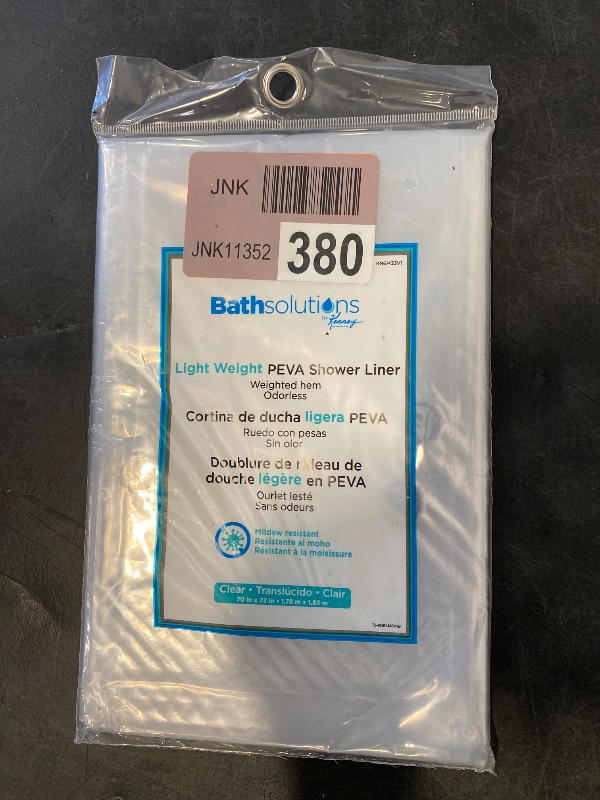 JNK
JNK11352
380
Bathsolutions
by Kenney
Light Weight PEVA Shower Liner
Weighted hem
Odorless
Cortina de ducha ligera PEVA
Ruedo con pesas
Sin olor
Doublure de rideau de
douche légère en PEVA
Ourlet lesté
Sans odeurs
Mildew resistant
Resistente al moho
Résistant à la moisissure
Clear • Translúcido • Clair
70 in x 72 in • 1,78 m x 1,83 m